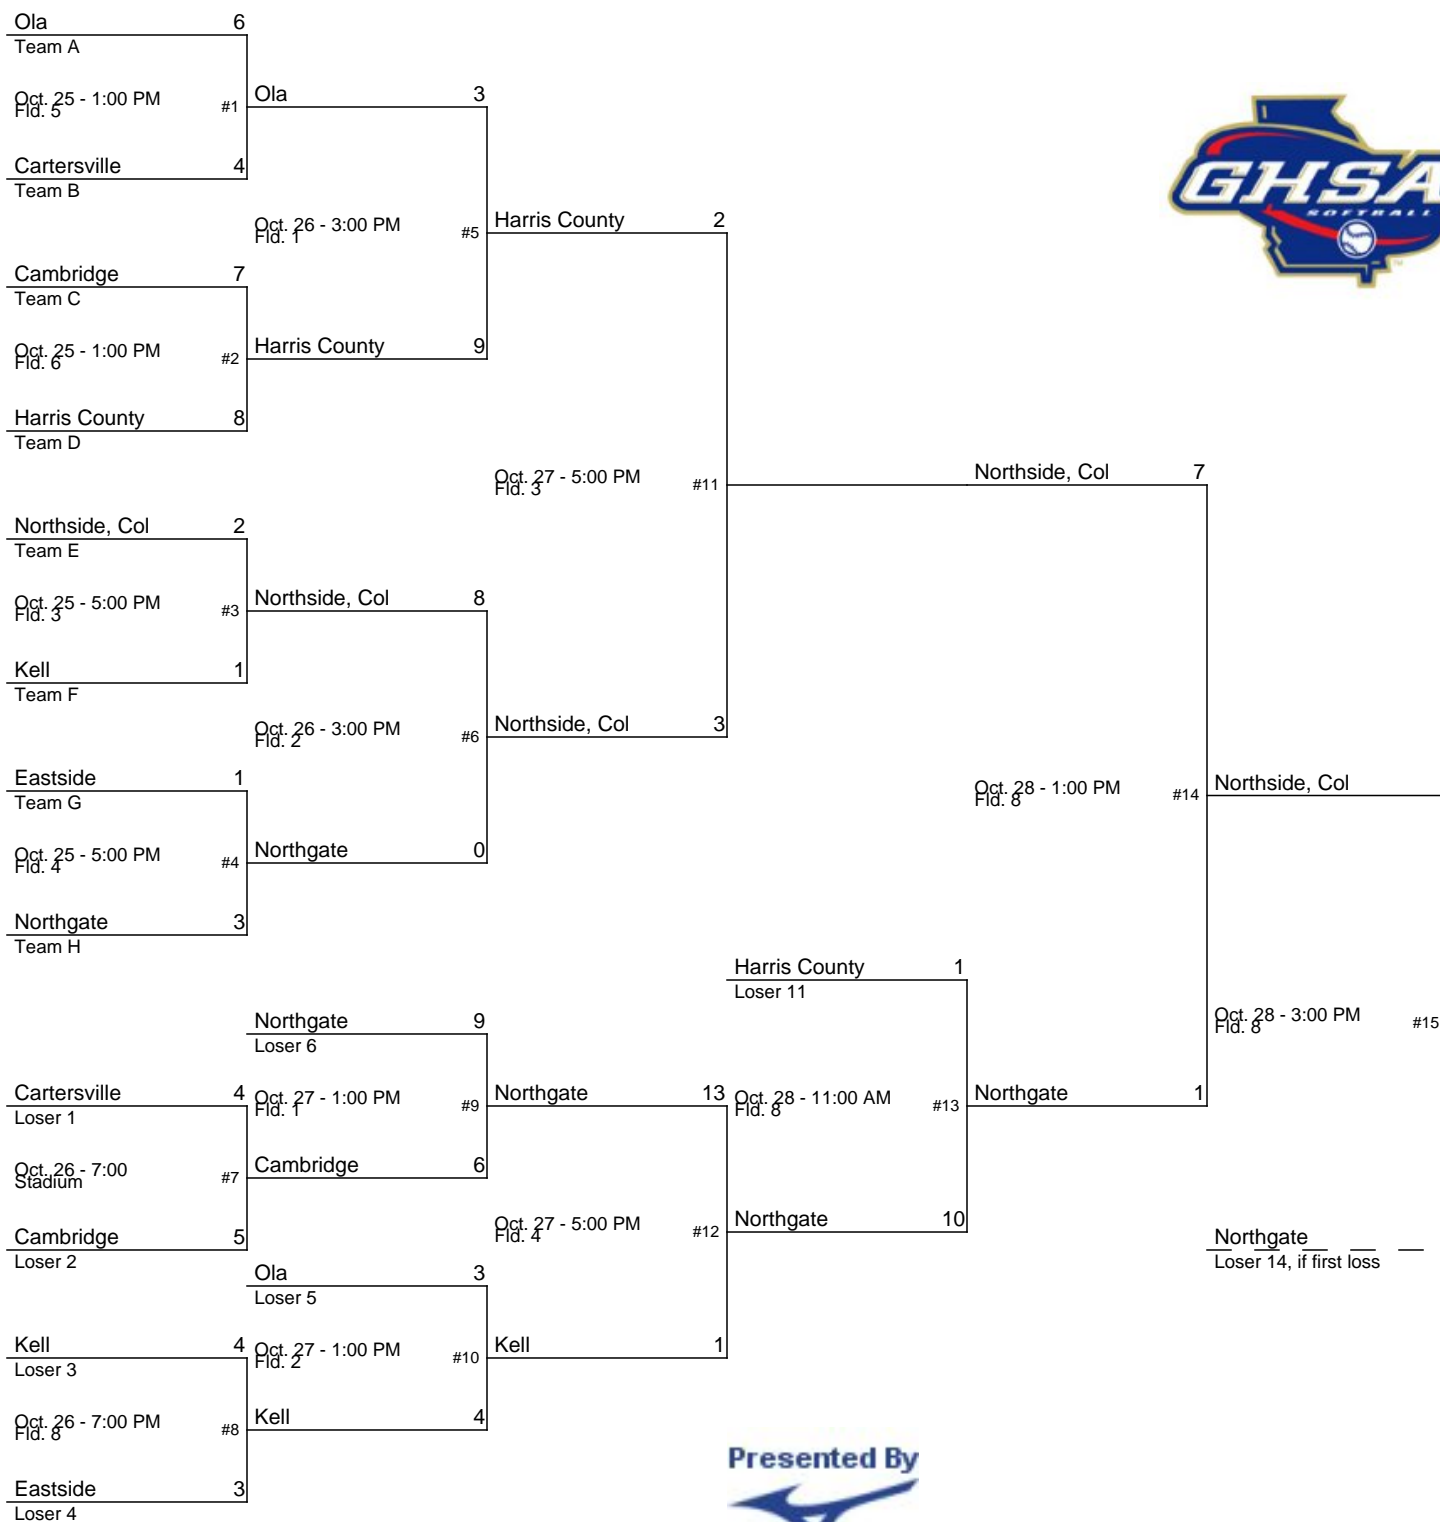 Ola 6
Team A
Oct. 25 - 1:00 PM
Fld. 5
#1
Cartersville 4
Team B
Cambridge 7
Team C
Oct. 25 - 1:00 PM
Fld. 6
#2
Harris County 8
Team D
Northside, Col 2
Team E
Oct. 25 - 5:00 PM
Fld. 3
#3
Kell 1
Team F
Eastside 1
Team G
Oct. 25 - 5:00 PM
Fld. 4
#4
Northgate 3
Team H
Ola 3
Oct. 26 - 3:00 PM
Fld. 1
#5
Harris County 9
Northside, Col 8
Oct. 26 - 3:00 PM
Fld. 2
#6
Northgate 0
Harris County 2
Oct. 27 - 5:00 PM
Fld. 3
#11
Northside, Col 3
Northside, Col 7
Oct. 28 - 1:00 PM
Fld. 8
#14
Northgate 1
Northside, Col
Oct. 28 - 3:00 PM
Fld. 8
#15
Northgate
Loser 14, if first loss
Cartersville 4
Loser 1
Oct. 26 - 7:00
Stadium
#7
Cambridge 5
Loser 2
Kell 4
Loser 3
Oct. 26 - 7:00 PM
Fld. 8
#8
Eastside 3
Loser 4
Northgate 9
Loser 6
Oct. 27 - 1:00 PM
Fld. 1
#9
Cambridge 6
Ola 3
Loser 5
Oct. 27 - 1:00 PM
Fld. 2
#10
Kell 4
Northgate 13
Oct. 27 - 5:00 PM
Fld. 4
#12
Kell 1
Harris County 1
Loser 11
Oct. 28 - 11:00 AM
Fld. 8
#13
Northgate 10
GHSA
SOFTBALL
Presented By